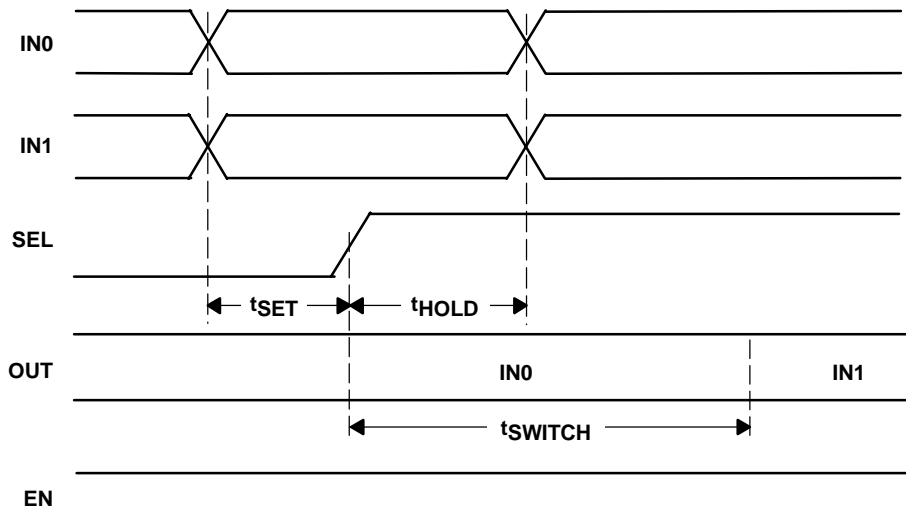 IN0
IN1
SEL
tSET
tHOLD
OUT
IN0
IN1
tSWITCH
EN